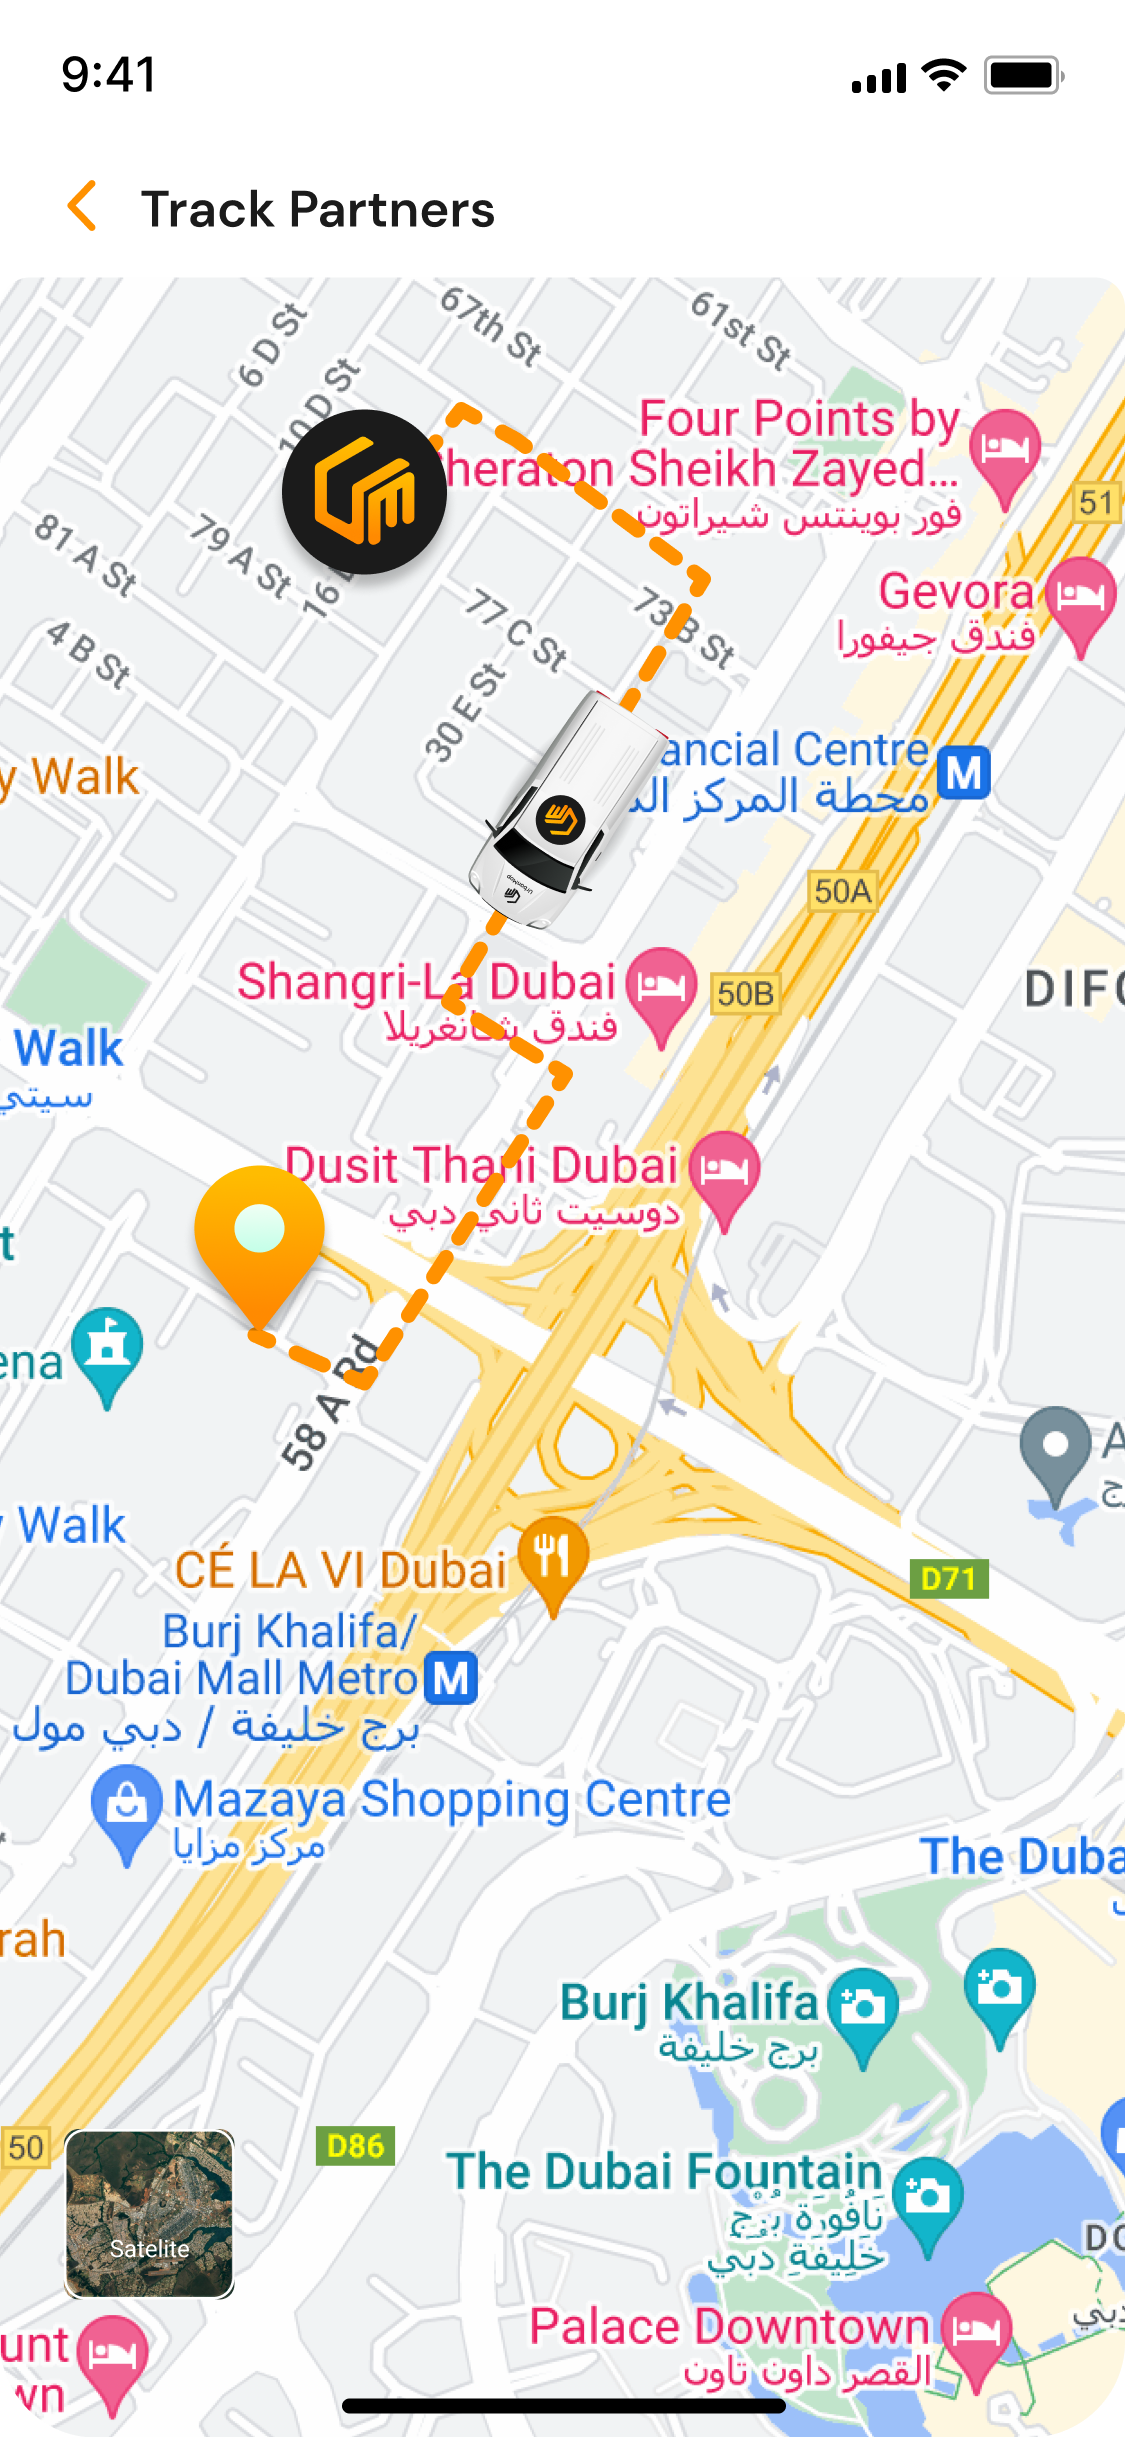 9:41
Track Partners
67th St
61st St
6 D St
10 D St
Four Points by
Sheraton Sheikh Zayed...
فور بوينتس شيراتون
51
81 A St
79 A St
16
77 C St
73 B St
Gevora
فندق جيفورا
4 B St
30 E St
y Walk
ancial Centre
محطة المركز
M
50A
Shangri-La Dubai
فندق شانغريلا
50B
DIFC
Walk
سيتي
Dusit Thani Dubai
دوسيت ثاني دبي
t
ena
58 A Rd
A
Walk
CÉ LA VI Dubai
D71
Burj Khalifa/
Dubai Mall Metro
برج خليفة / دبي مول
M
Mazaya Shopping Centre
مركز مزايا
The Duba
rah
Burj Khalifa
برج خليفة
50
D86
Satelite
The Dubai Fountain
نَافُورَة بُرْج
خَلِيفَةِ دُبَي
DO
دبي
Palace Downtown
القصر داون تاون
unt
wn